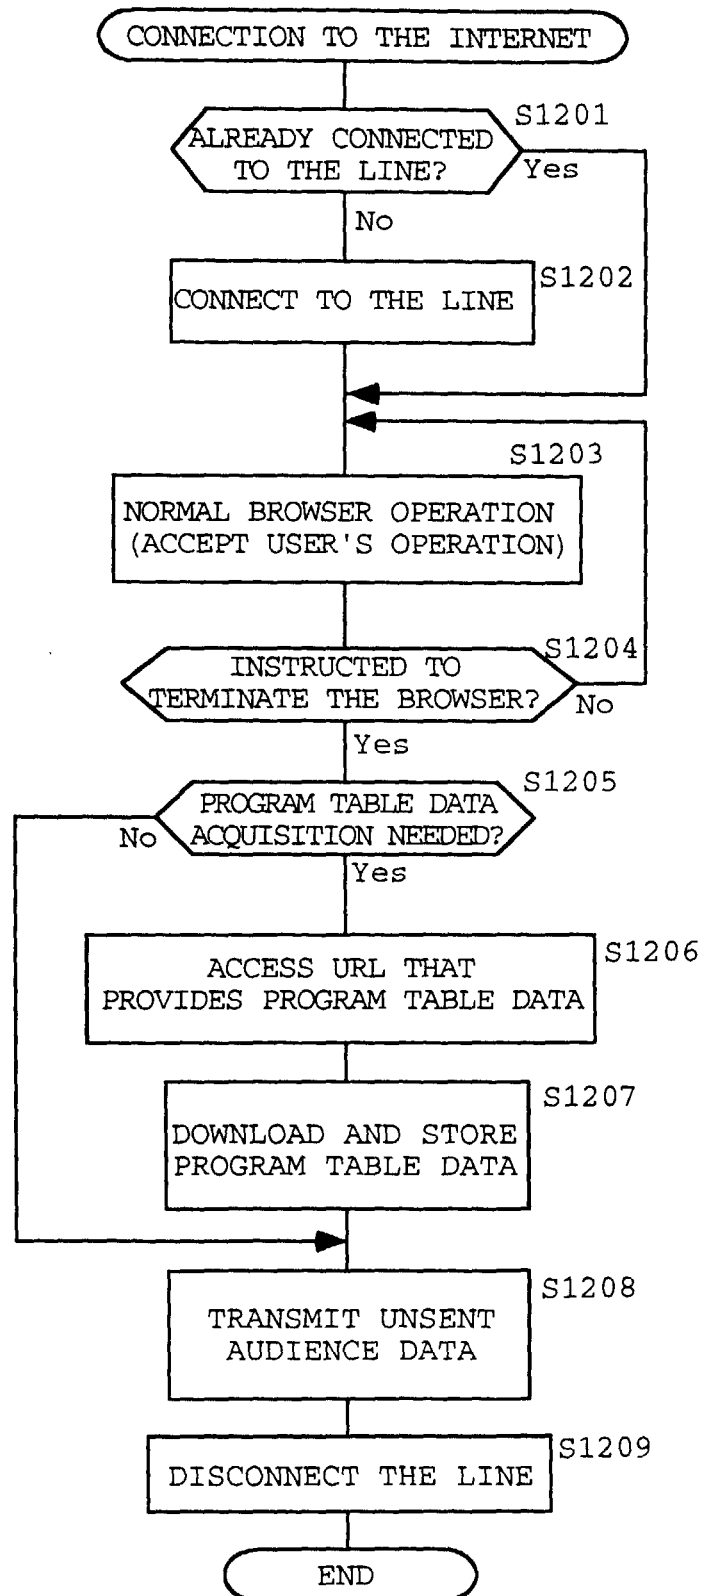 CONNECTION TO THE INTERNET
S1201
ALREADY CONNECTED
TO THE LINE?
Yes
No
S1202
CONNECT TO THE LINE
S1203
NORMAL BROWSER OPERATION
(ACCEPT USER'S OPERATION)
S1204
INSTRUCTED TO
TERMINATE THE BROWSER?
No
Yes
S1205
PROGRAM TABLE DATA
ACQUISITION NEEDED?
No
Yes
S1206
ACCESS URL THAT
PROVIDES PROGRAM TABLE DATA
S1207
DOWNLOAD AND STORE
PROGRAM TABLE DATA
S1208
TRANSMIT UNSENT
AUDIENCE DATA
S1209
DISCONNECT THE LINE
END